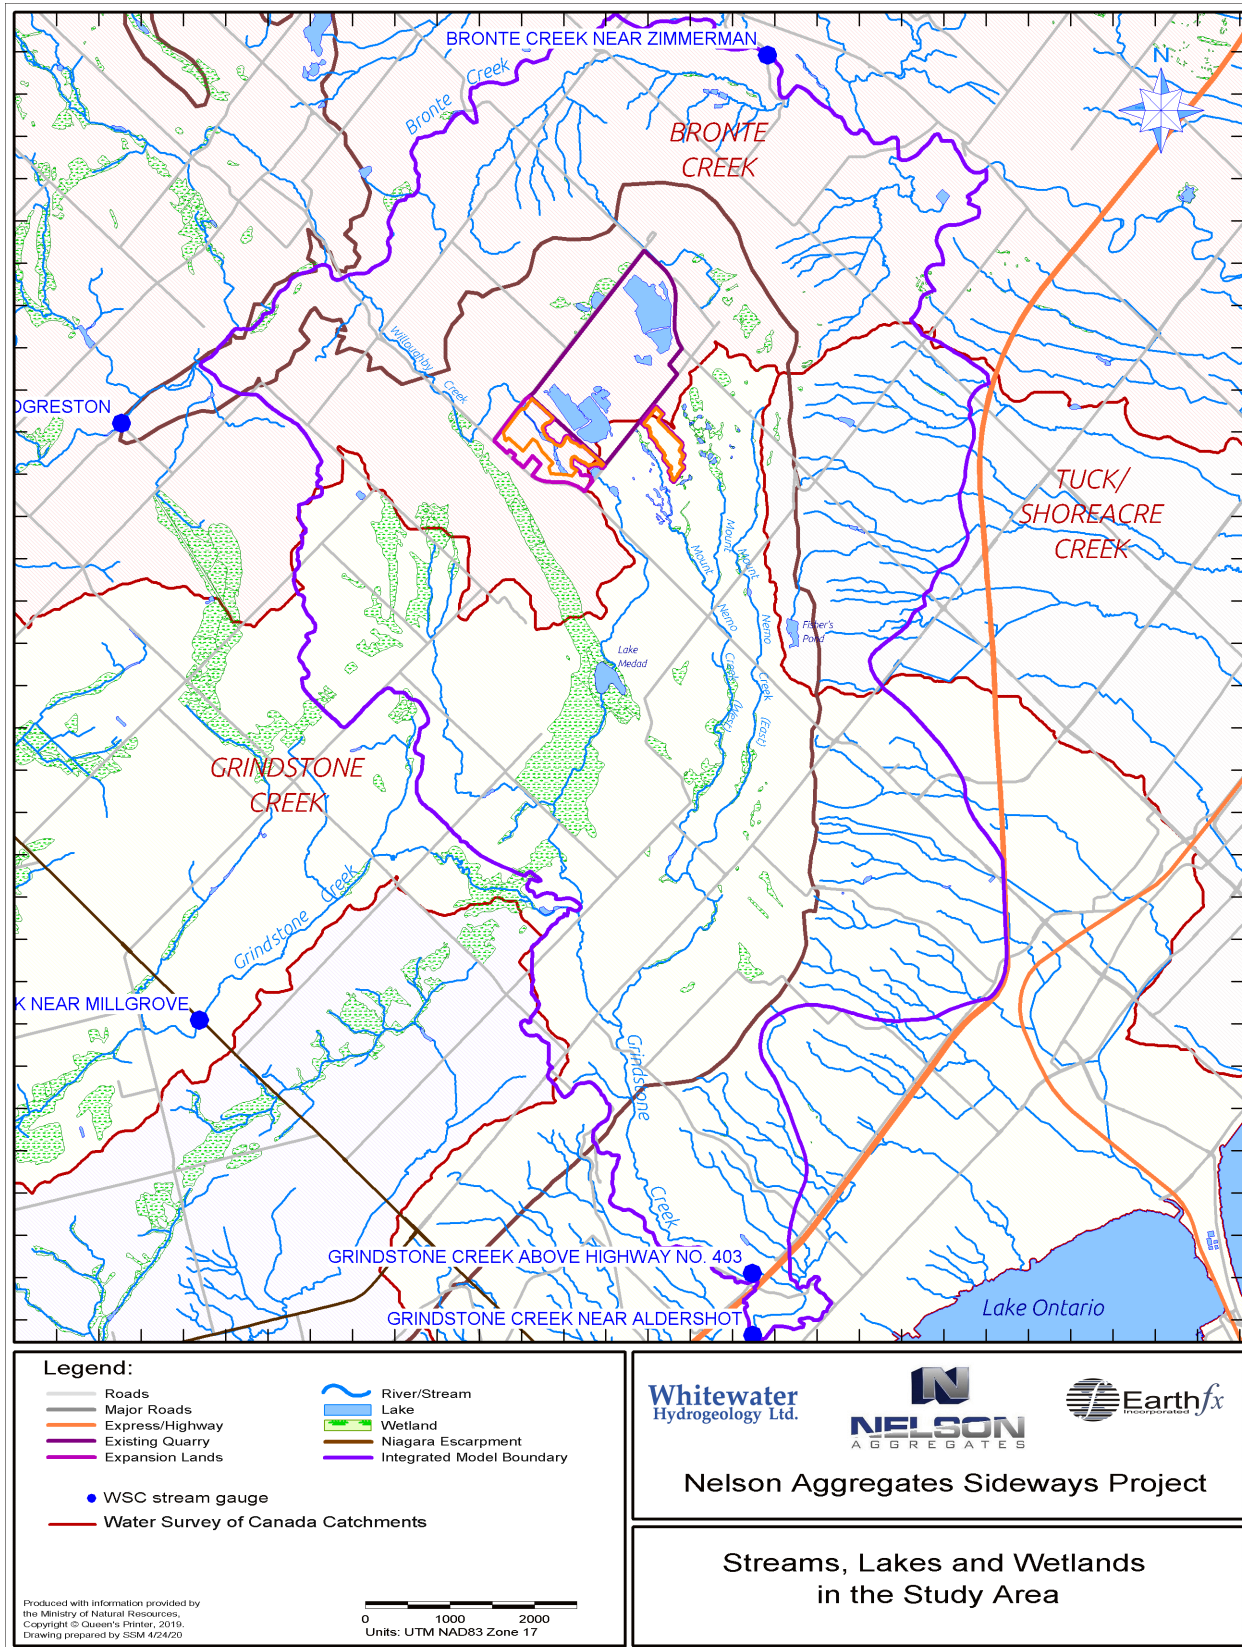 BRONTE CREEK NEAR ZIMMERMAN
N
Bronte Creek
BRONTE
CREEK
Willoughby Creek
OGRESTON
TUCK/
SHOREACRE
CREEK
Mount Nemo Creek (West)
Mount Nemo Creek (East)
Fisher's
Pond
Lake
Medad
GRINDSTONE
CREEK
Grindstone Creek
K NEAR MILLGROVE
Grindstone Creek
GRINDSTONE CREEK ABOVE HIGHWAY NO. 403
GRINDSTONE CREEK NEAR ALDERSHOT
Lake Ontario
Legend:
Roads
Major Roads
Express/Highway
Existing Quarry
Expansion Lands
River/Stream
Lake
Wetland
Niagara Escarpment
Integrated Model Boundary
WSC stream gauge
Water Survey of Canada Catchments
Produced with information provided by
the Ministry of Natural Resources,
Copyright © Queen's Printer, 2019.
Drawing prepared by SSM 4/24/20
0 1000 2000
Units: UTM NAD83 Zone 17
Whitewater
Hydrogeology Ltd.
N
NELSON
AGGREGATES
Earthfx
Incorporated
Nelson Aggregates Sideways Project
Streams, Lakes and Wetlands
in the Study Area